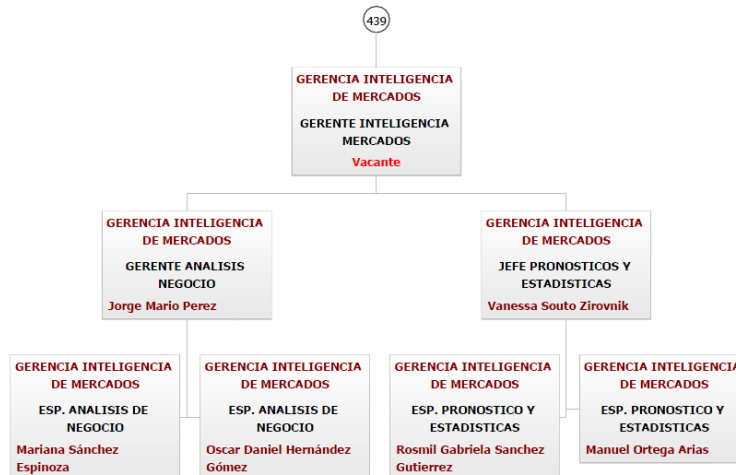 439
GERENCIA INTELIGENCIA
DE MERCADOS
GERENTE INTELIGENCIA
MERCADOS
Vacante
GERENCIA INTELIGENCIA
DE MERCADOS
GERENTE ANALISIS
NEGOCIO
Jorge Mario Perez
GERENCIA INTELIGENCIA
DE MERCADOS
JEFE PRONOSTICOS Y
ESTADISTICAS
Vanessa Souto Zirovnik
GERENCIA INTELIGENCIA
DE MERCADOS
ESP. ANALISIS DE
NEGOCIO
Mariana Sánchez
Espinoza
GERENCIA INTELIGENCIA
DE MERCADOS
ESP. ANALISIS DE
NEGOCIO
Oscar Daniel Hernández
Gómez
GERENCIA INTELIGENCIA
DE MERCADOS
ESP. PRONOSTICO Y
ESTADISTICAS
Rosmil Gabriela Sanchez
Gutierrez
GERENCIA INTELIGENCIA
DE MERCADOS
ESP. PRONOSTICO Y
ESTADISTICAS
Manuel Ortega Arias